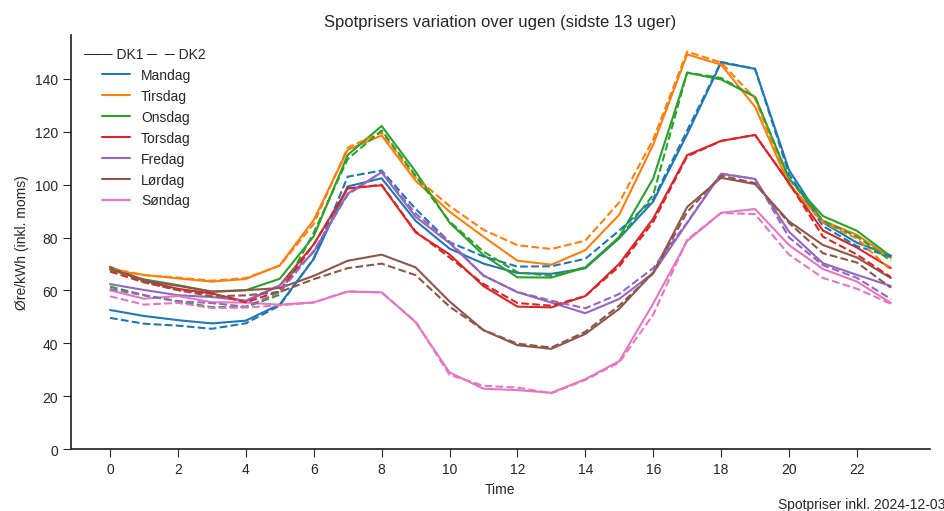 Spotprisers variation over ugen (sidste 13 uger)
DK1 DK2
Mandag
Tirsdag
Onsdag
Torsdag
Fredag
Lørdag
Søndag
Øre/kWh (inkl. moms)
140
120
100
80
60
40
20
0
0 2 4 6 8 10 12 14 16 18 20 22
Time
Spotpriser inkl. 2024-12-03